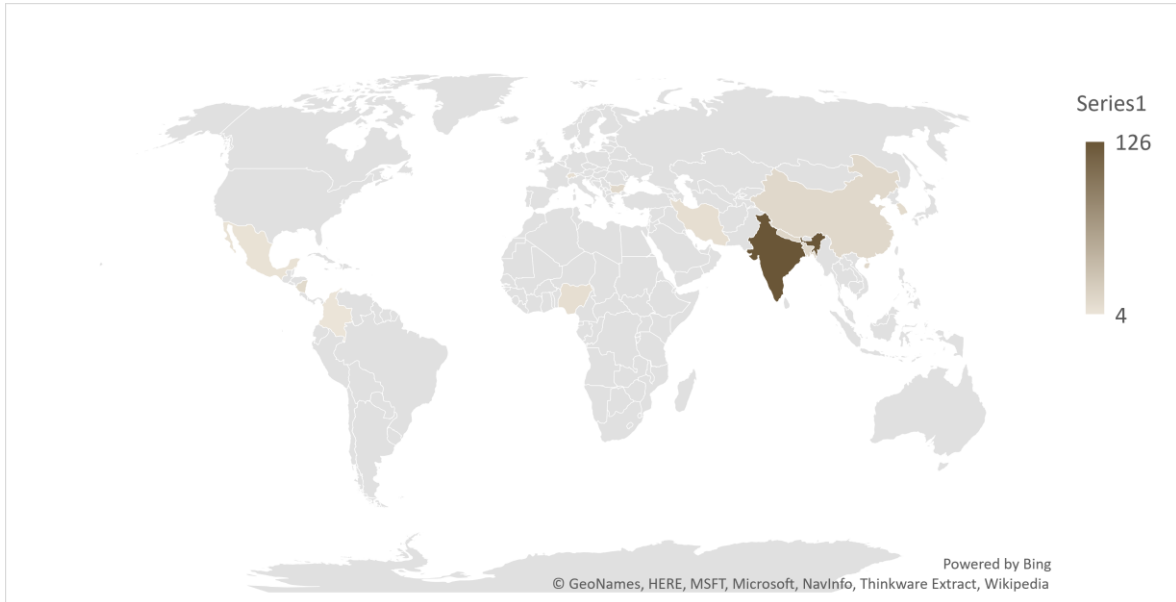 Series1
126
4
Powered by Bing
© GeoNames, HERE, MSFT, Microsoft, NavInfo, Thinkware Extract, Wikipedia